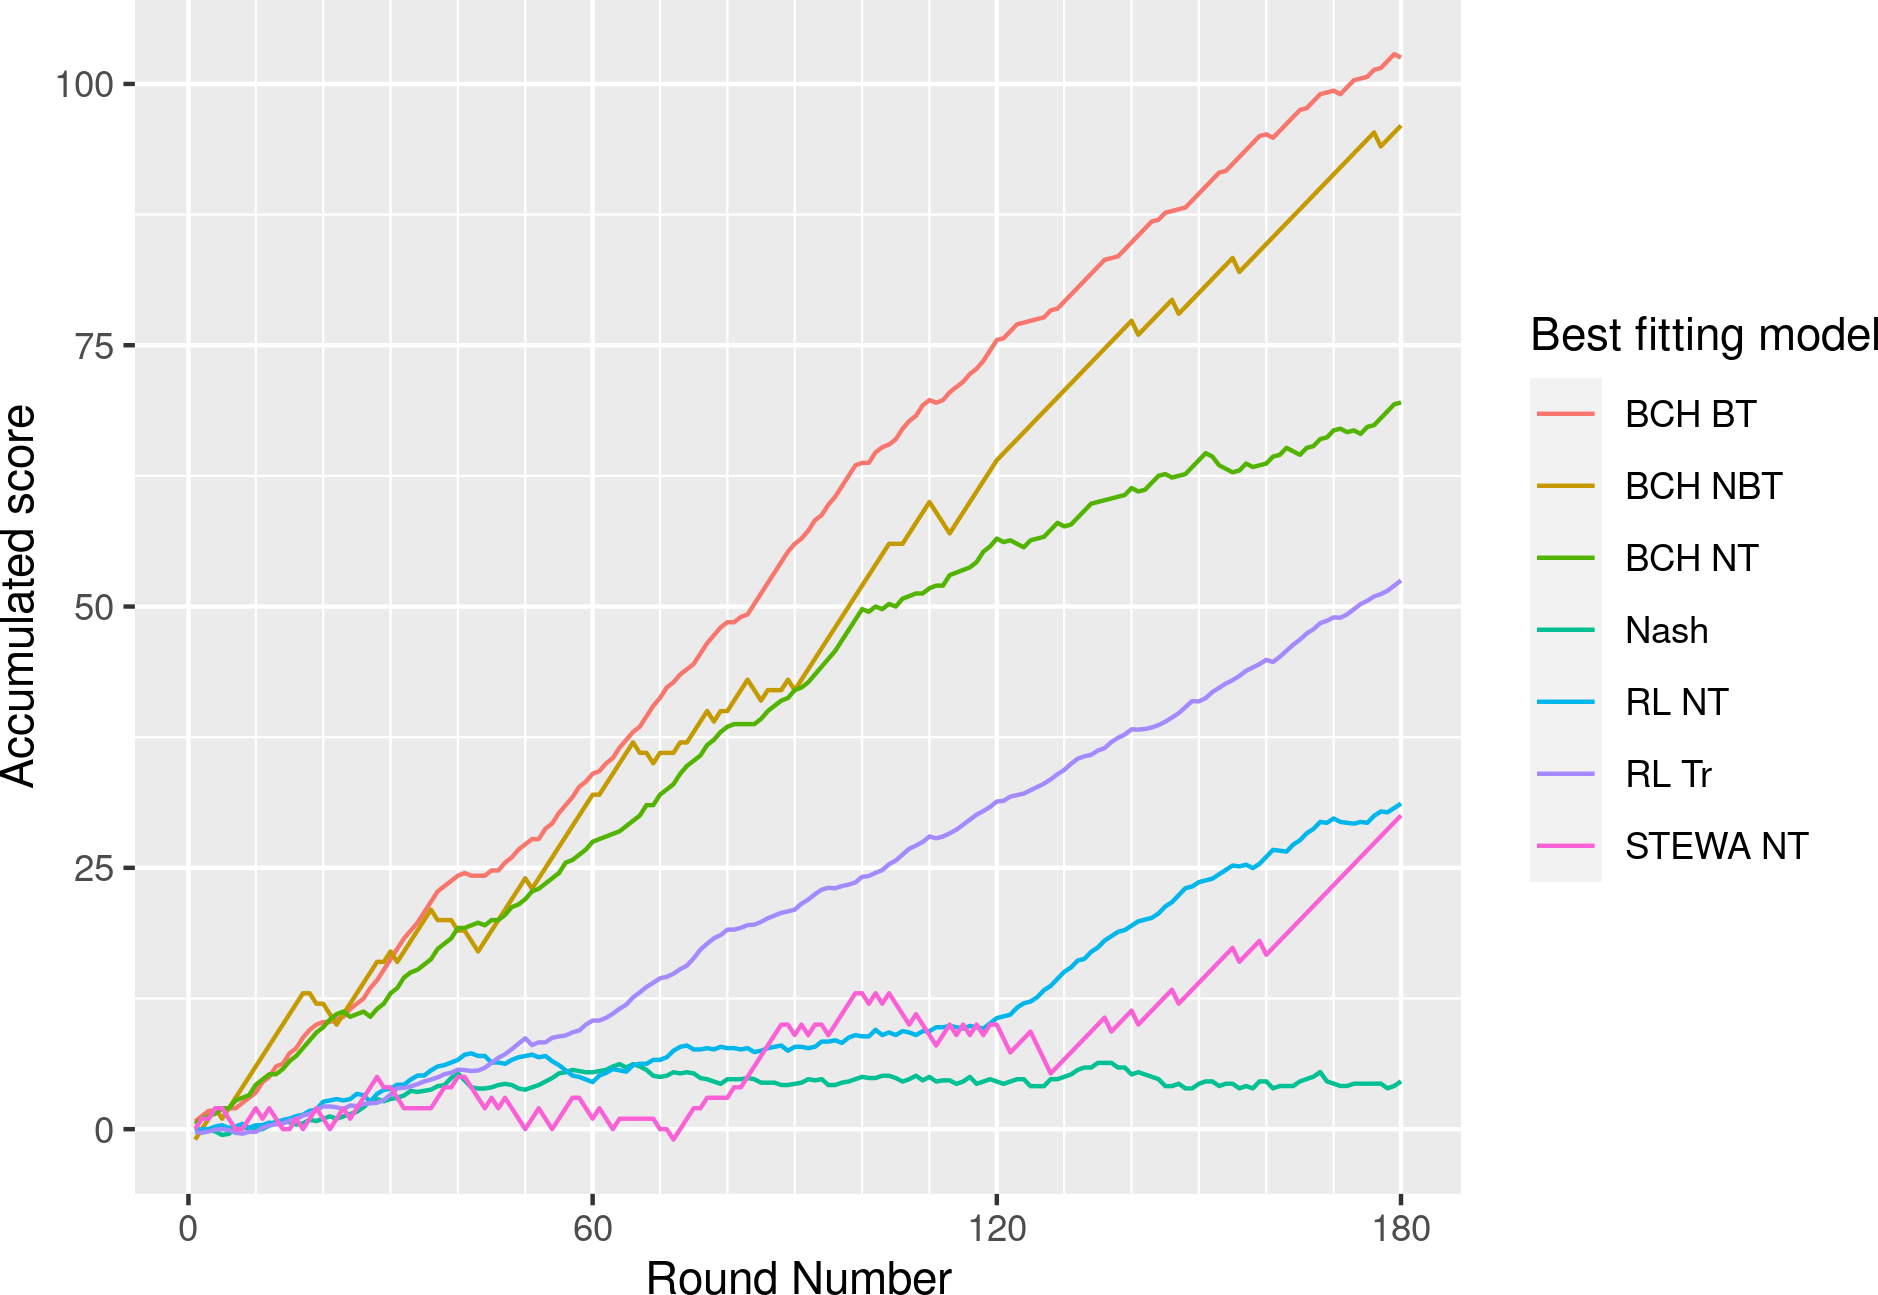 Accumulated score
100
75
50
25
0
0
60
120
180
Round Number
Best fitting model
BCH BT
BCH NBT
BCH NT
Nash
RL NT
RL Tr
STEWA NT